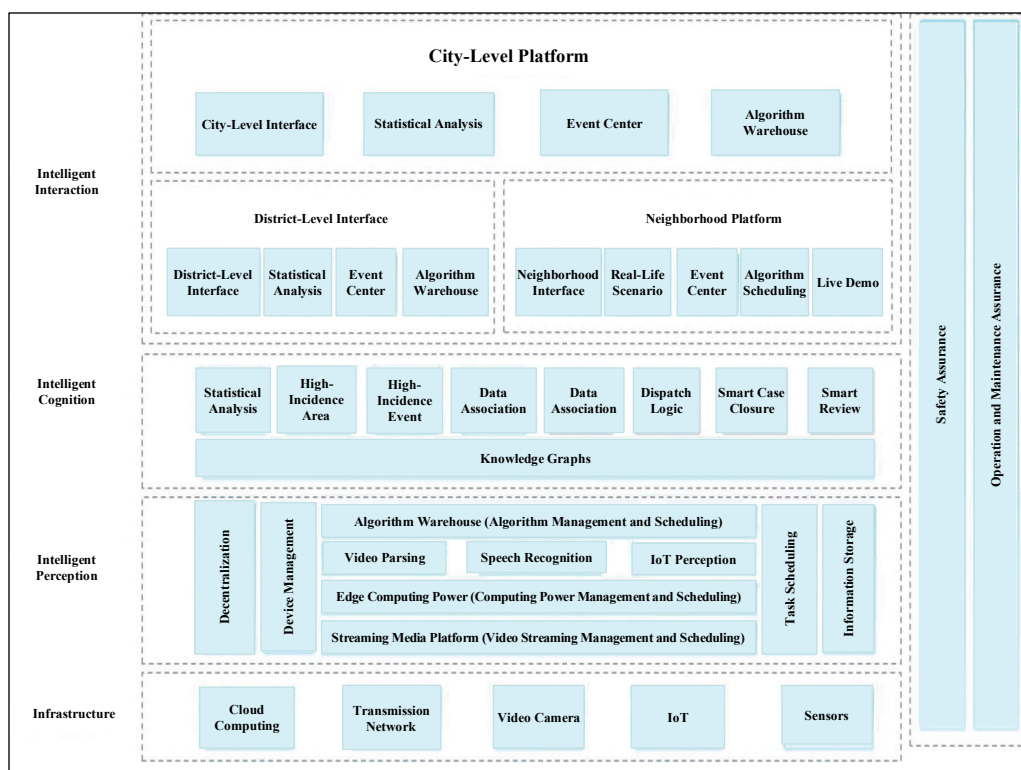 City-Level Platform
City-Level Interface
Statistical Analysis
Event Center
Algorithm
Warehouse
Intelligent
Interaction
District-Level Interface
District-Level
Interface
Statistical
Analysis
Event
Center
Algorithm
Warehouse
Neighborhood Platform
Neighborhood
Interface
Real-Life
Scenario
Event
Center
Algorithm
Scheduling
Live Demo
Intelligent
Cognition
Statistical
Analysis
High-
Incidence
Area
High-
Incidence
Event
Data
Association
Data
Association
Dispatch
Logic
Smart Case
Closure
Smart
Review
Knowledge Graphs
Intelligent
Perception
Decentralization
Device Management
Algorithm Warehouse (Algorithm Management and Scheduling)
Video Parsing
Speech Recognition
IoT Perception
Edge Computing Power (Computing Power Management and Scheduling)
Streaming Media Platform (Video Streaming Management and Scheduling)
Task Scheduling
Information Storage
Infrastructure
Cloud
Computing
Transmission
Network
Video Camera
IoT
Sensors
Safety Assurance
Operation and Maintenance Assurance